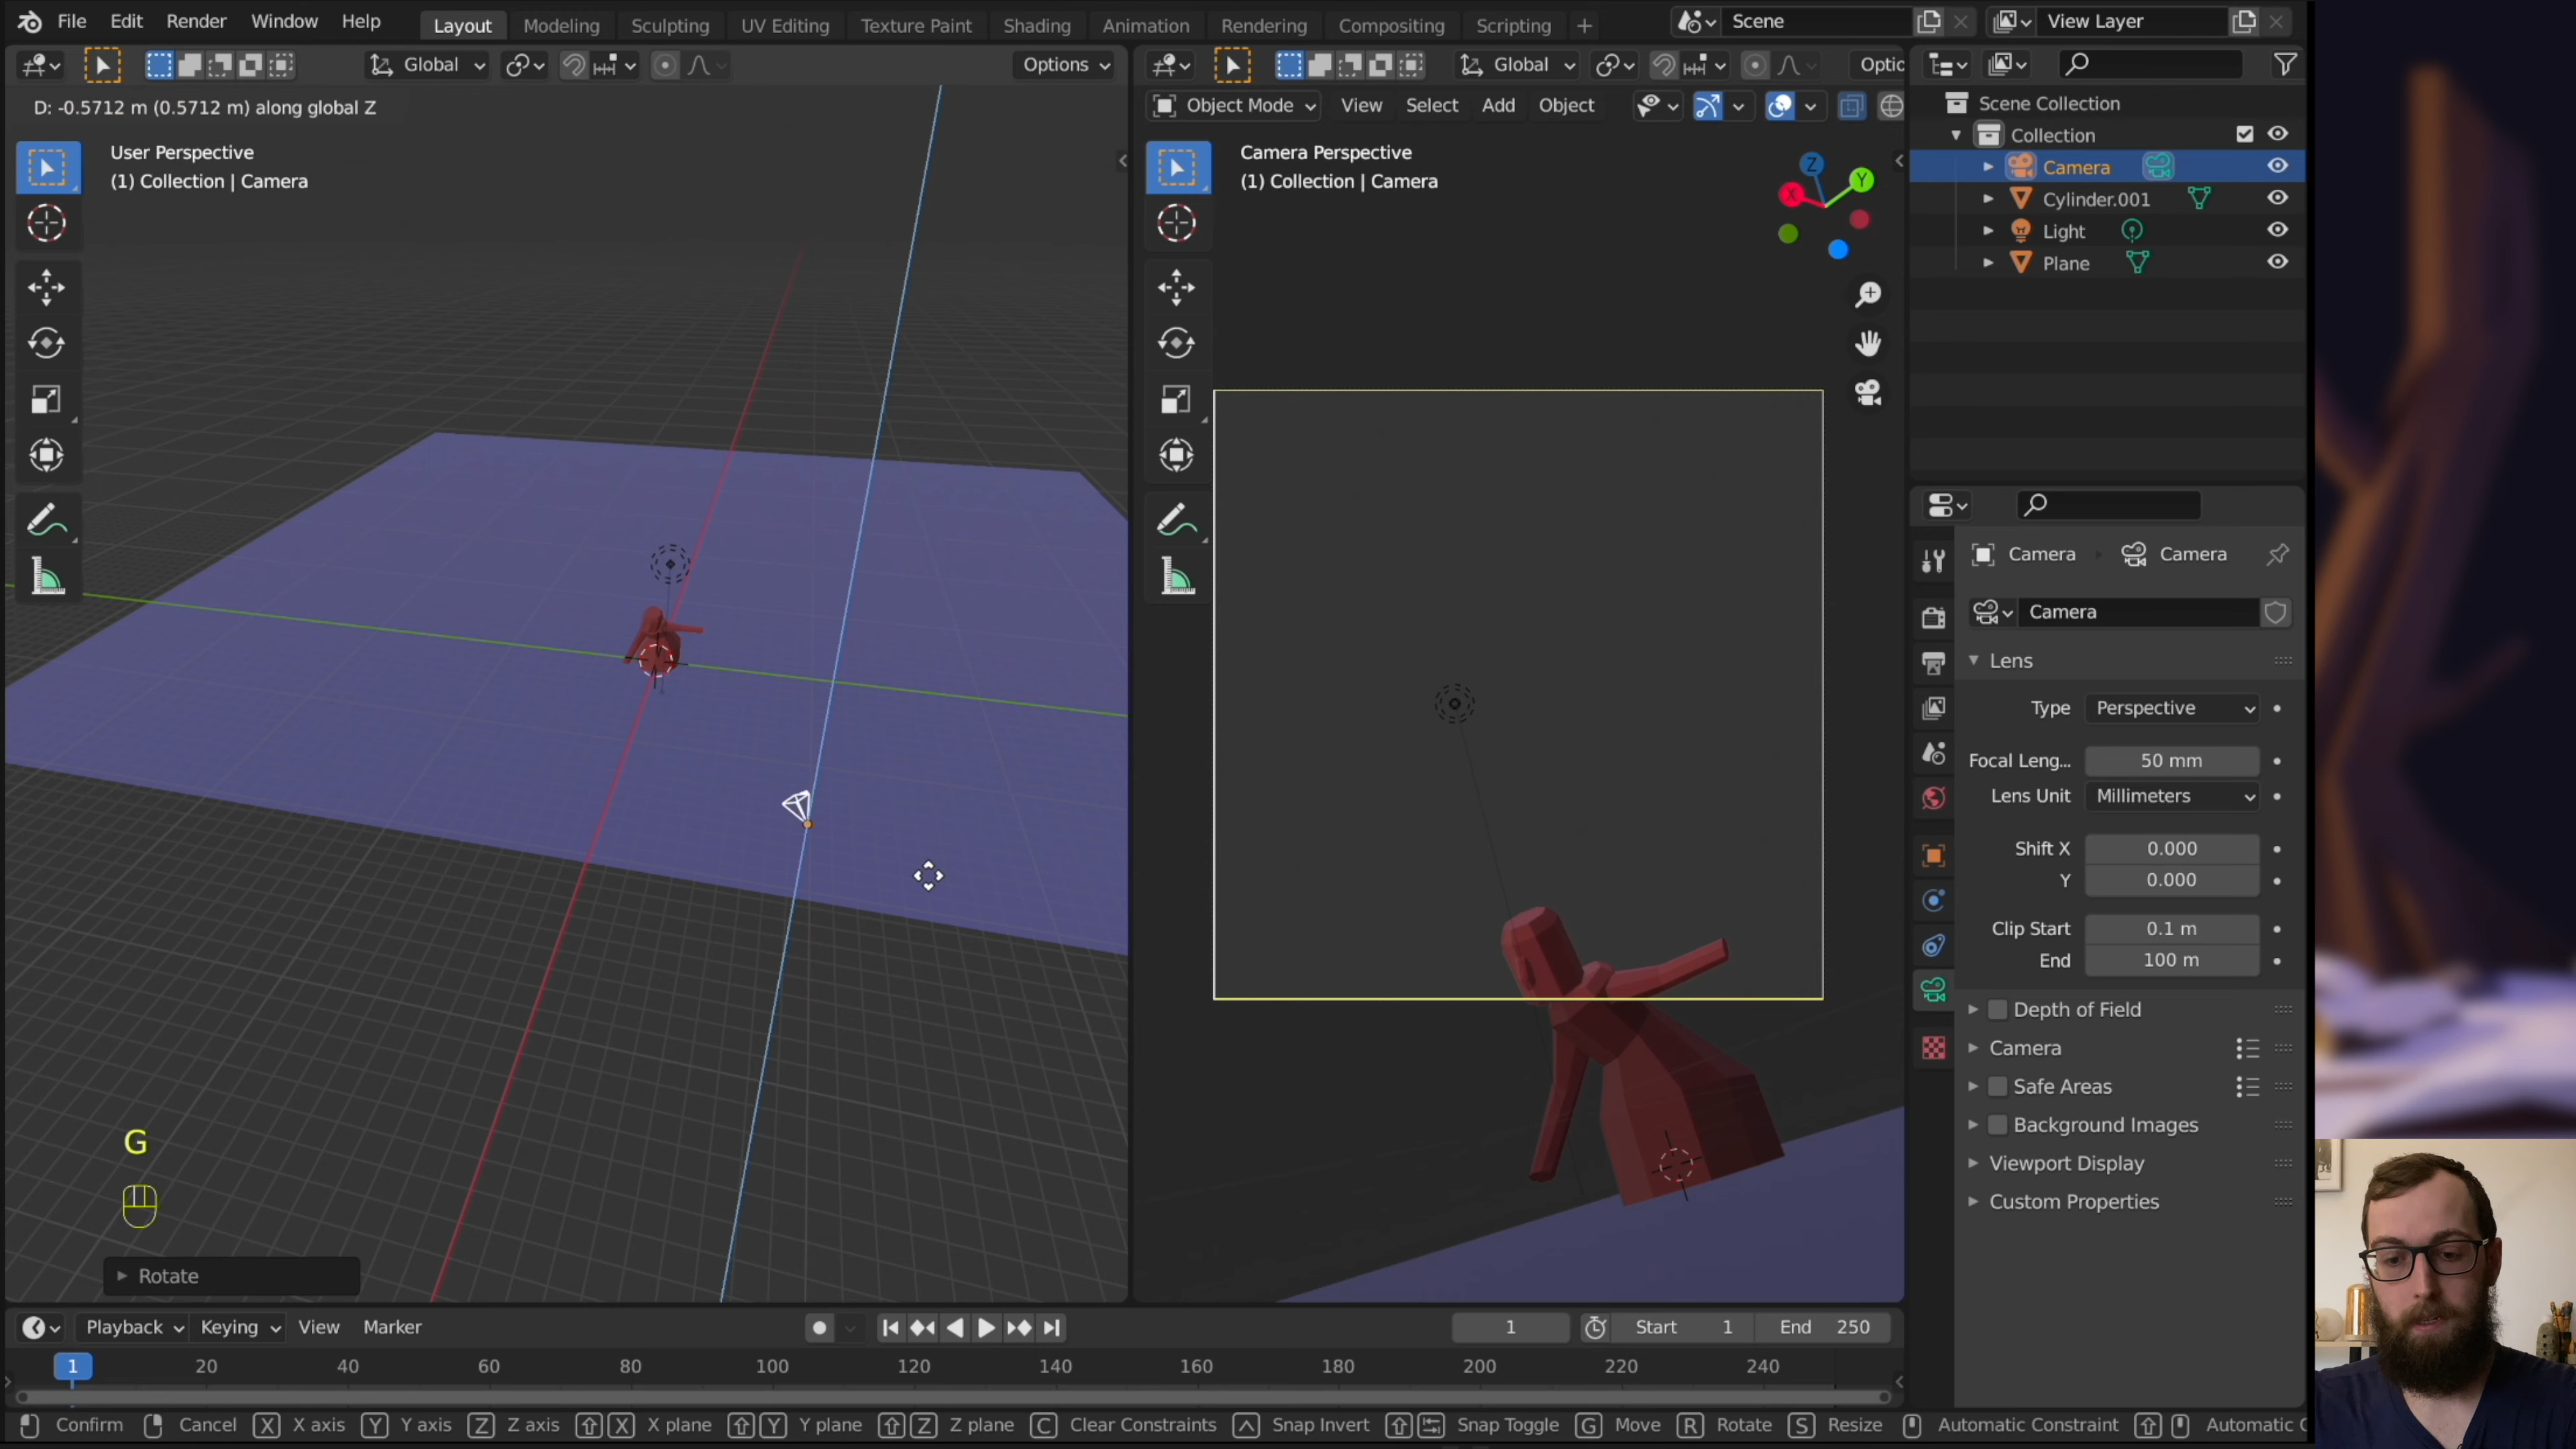 File Edit Render Window Help Layout Modeling Sculpting UV Editing Texture Paint Shading Animation Rendering Compositing Scripting + Scene View Layer
Global Options Global Optio
D: -0.5712 m (0.5712 m) along global Z
Object Mode View Select Add Object
User Perspective
(1) Collection | Camera
Camera Perspective
(1) Collection | Camera
Z
Y
X
Scene Collection
Collection
Camera
Cylinder.001
Light
Plane
Camera Camera
Camera
Lens
Type Perspective
Focal Leng... 50 mm
Lens Unit Millimeters
Shift X 0.000
Y 0.000
Clip Start 0.1 m
End 100 m
Depth of Field
Camera
Safe Areas
Background Images
Viewport Display
Custom Properties
G
Rotate
Playback Keying View Marker 1 Start 1 End 250
1 20 40 60 80 100 120 140 160 180 200 220 240
Confirm Cancel X X axis Y Y axis Z Z axis X X plane Y Y plane Z Z plane C Clear Constraints Snap Invert Snap Toggle G Move R Rotate S Resize Automatic Constraint Automatic C